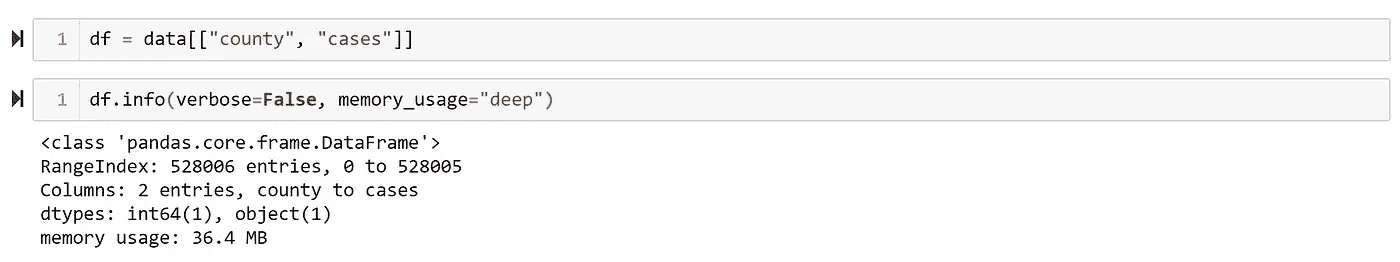 1 df = data[["county", "cases"]]
1 df.info(verbose=False, memory_usage="deep")
<class 'pandas.core.frame.DataFrame'>
RangeIndex: 528006 entries, 0 to 528005
Columns: 2 entries, county to cases
dtypes: int64(1), object(1)
memory usage: 36.4 MB